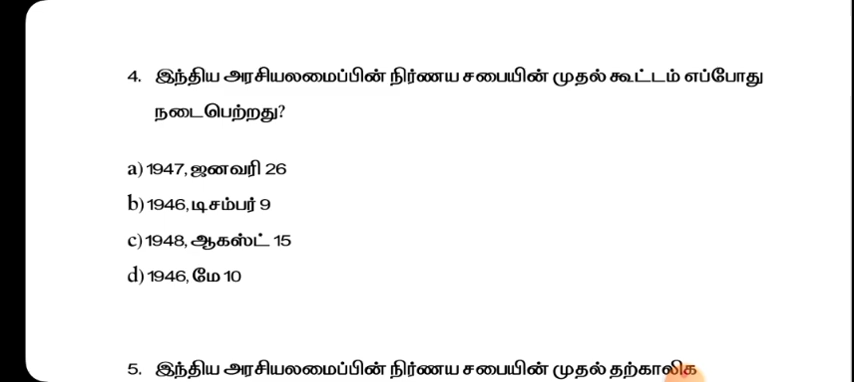 4. இந்திய அரசியலமைப்பின் நிர்ணய சபையின் முதல் கூட்டம் எப்போது
நடைபெற்றது?
a) 1947, ஜனவரி 26
b) 1946, டிசம்பர் 9
c) 1948, ஆகஸ்ட் 15
d) 1946, மே 10
5. இந்திய அரசியலமைப்பின் நிர்ணய சபையின் முதல் தற்காலிக